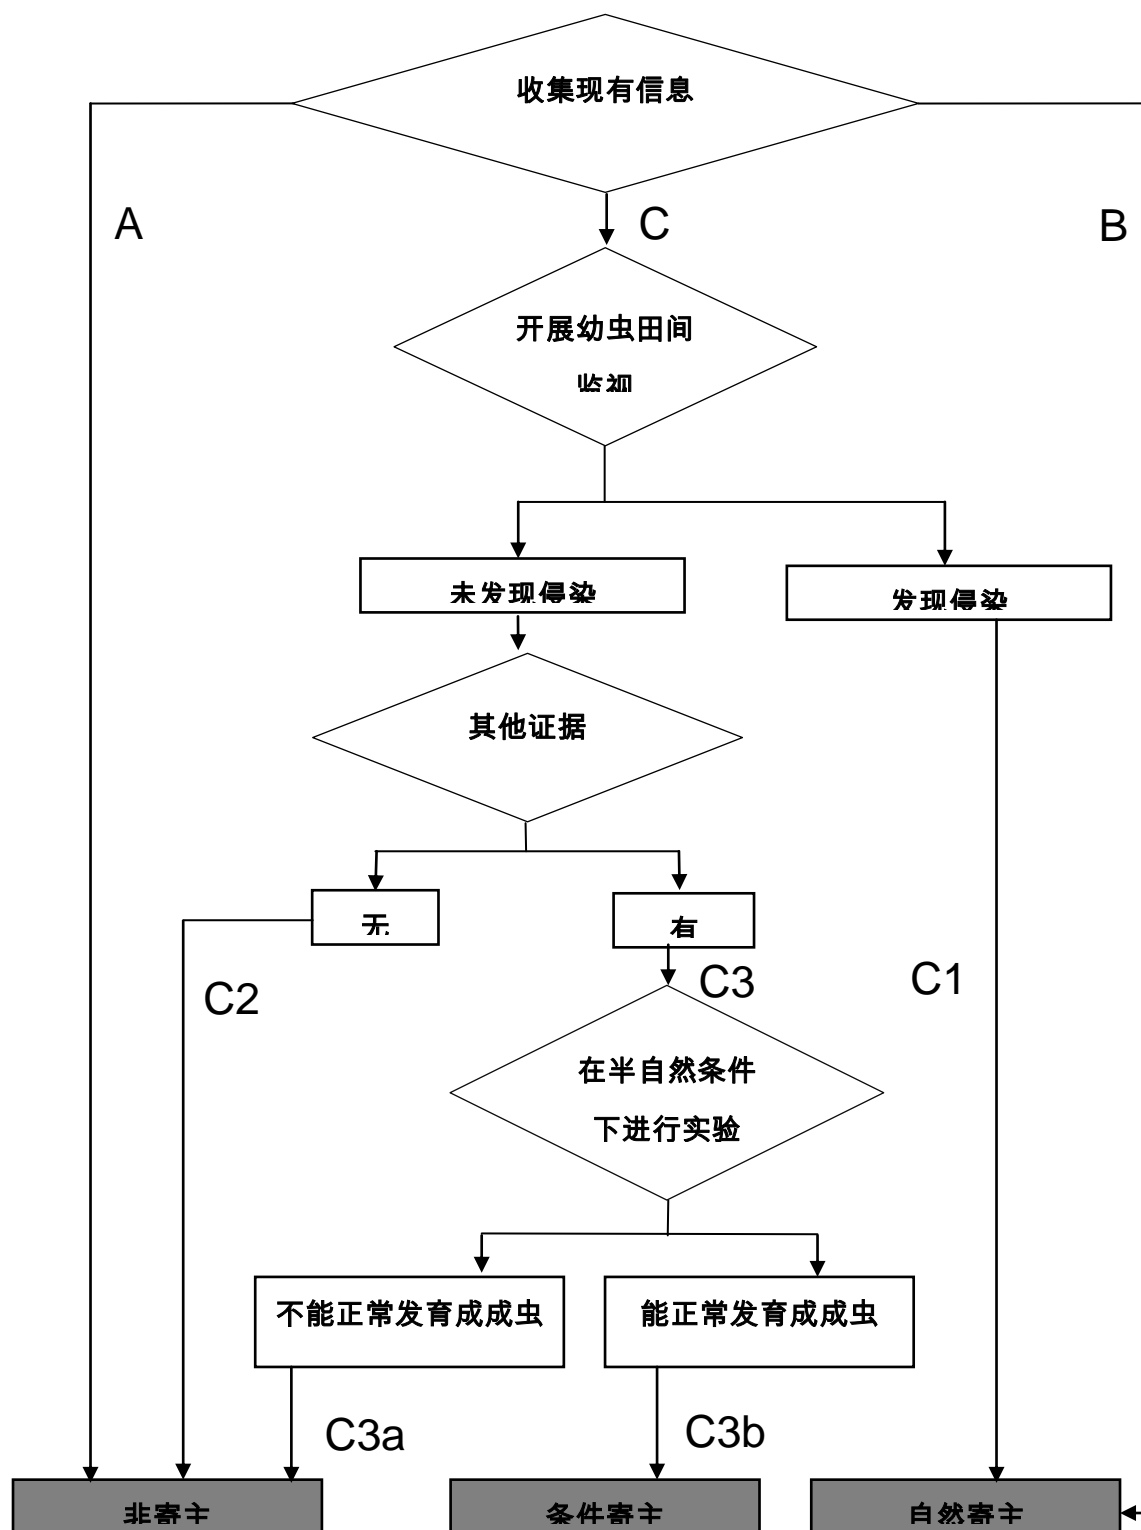 收集现有信息
A
C
B
开展幼虫田间
监视
未发现侵染
发现侵染
其他证据
无
有
C2
C3
C1
在半自然条件
下进行实验
不能正常发育成成虫
能正常发育成成虫
C3a
C3b
非寄主
条件寄主
自然寄主